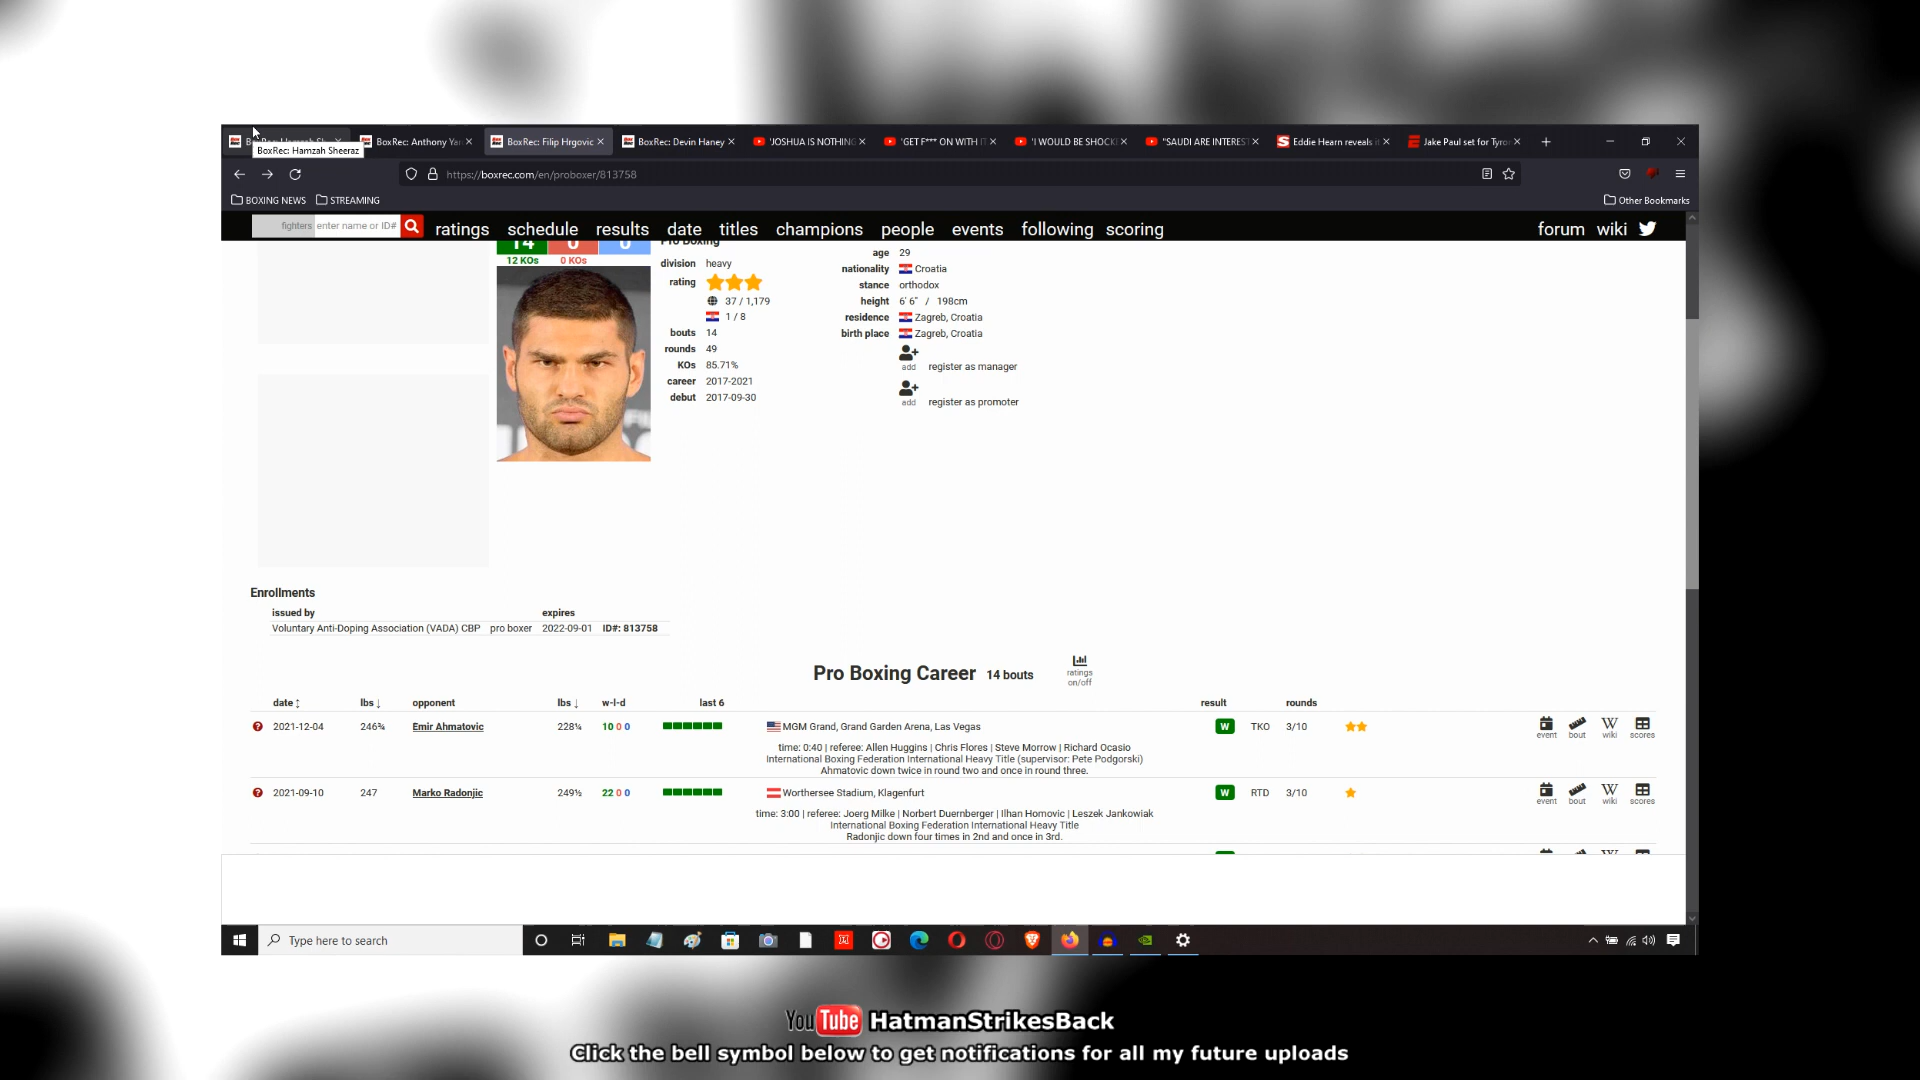 BoxRec: Anthony Ya
BoxRec: Filip Hrgovic
BoxRec: Devin Haney
'JOSHUA IS NOTHING
'GET F*** ON WITH IT
'I WOULD BE SHOCK
"SAUDI ARE INTEREST
Eddie Hearn reveals i
Jake Paul set for Tyro
BoxRec: Hamzah Sheeraz
https://boxrec.com/en/proboxer/813758
BOXING NEWS
STREAMING
Other Bookmarks
fighters
enter name or ID#
ratings schedule results date titles champions people events following scoring
forum wiki
14 0 0
Pro Boxing
12 KOs 0 KOs
division heavy
rating
37 / 1,179
1 / 8
bouts 14
rounds 49
KOs 85.71%
career 2017-2021
debut 2017-09-30
age 29
nationality Croatia
stance orthodox
height 6' 6" / 198cm
residence Zagreb, Croatia
birth place Zagreb, Croatia
add register as manager
add register as promoter
Enrollments
issued by expires
Voluntary Anti-Doping Association (VADA) CBP pro boxer 2022-09-01 ID#: 813758
Pro Boxing Career 14 bouts
ratings
on/off
date lbs opponent lbs w-l-d last 6 result rounds
2021-12-04 246¾ Emir Ahmatovic 228¼ 10 0 0 MGM Grand, Grand Garden Arena, Las Vegas W TKO 3/10
event bout wiki scores
time: 0:40 | referee: Allen Huggins | Chris Flores | Steve Morrow | Richard Ocasio
International Boxing Federation International Heavy Title (supervisor: Pete Podgorski)
Ahmatovic down twice in round two and once in round three.
2021-09-10 247 Marko Radonjic 249½ 22 0 0 Worthersee Stadium, Klagenfurt W RTD 3/10
event bout wiki scores
time: 3:00 | referee: Joerg Milke | Norbert Duernberger | Ilhan Homovic | Leszek Jankowiak
International Boxing Federation International Heavy Title
Radonjic down four times in 2nd and once in 3rd.
Type here to search
YouTube HatmanStrikesBack
Click the bell symbol below to get notifications for all my future uploads